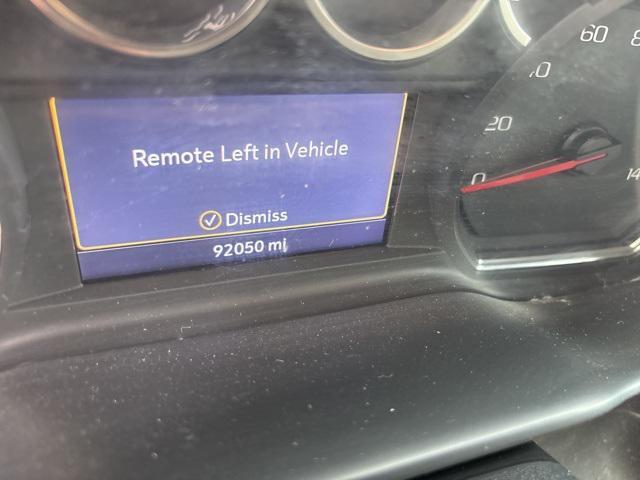 60
20
0
Remote Left in Vehicle
Dismiss
92050 mi